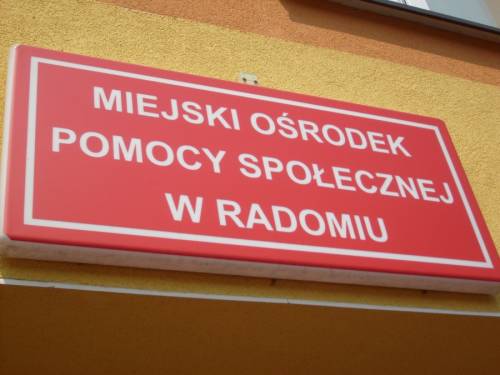 MIEJSKI OŚRODEK
POMOCY SPOŁECZNEJ
W RADOMIU